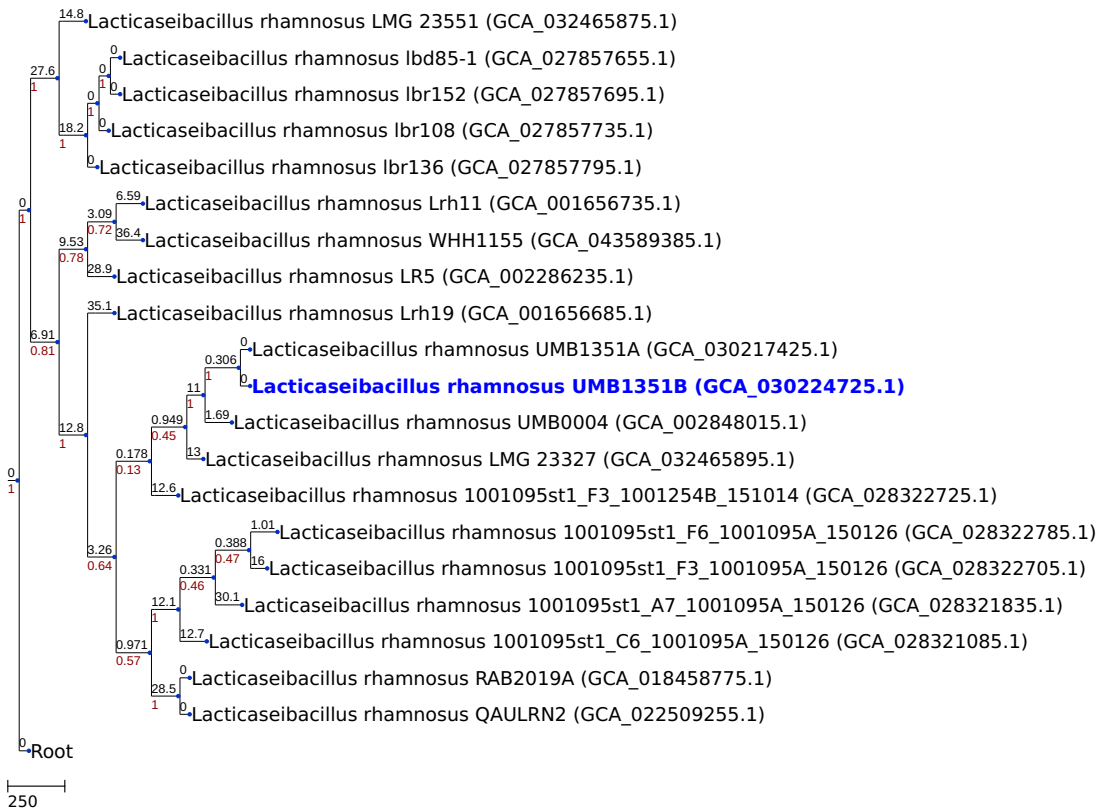 14.8 Lacticaseibacillus rhamnosus LMG 23551 (GCA_032465875.1)
0 Lacticaseibacillus rhamnosus lbd85-1 (GCA_027857655.1)
27.6 0
1 1
0 Lacticaseibacillus rhamnosus lbr152 (GCA_027857695.1)
0
1
18.2 0 Lacticaseibacillus rhamnosus lbr108 (GCA_027857735.1)
1
0 Lacticaseibacillus rhamnosus lbr136 (GCA_027857795.1)
6.59 Lacticaseibacillus rhamnosus Lrh11 (GCA_001656735.1)
0 3.09
1 0.72
36.4 Lacticaseibacillus rhamnosus WHH1155 (GCA_043589385.1)
9.53
0.78
28.9 Lacticaseibacillus rhamnosus LR5 (GCA_002286235.1)
35.1 Lacticaseibacillus rhamnosus Lrh19 (GCA_001656685.1)
6.91
0.81
0 Lacticaseibacillus rhamnosus UMB1351A (GCA_030217425.1)
0.306
1
0 Lacticaseibacillus rhamnosus UMB1351B (GCA_030224725.1)
11
1
1.69 Lacticaseibacillus rhamnosus UMB0004 (GCA_002848015.1)
12.8 0.949
1 0.45
13 Lacticaseibacillus rhamnosus LMG 23327 (GCA_032465895.1)
0.178
0.13
0
1
12.6 Lacticaseibacillus rhamnosus 1001095st1_F3_1001254B_151014 (GCA_028322725.1)
1.01 Lacticaseibacillus rhamnosus 1001095st1_F6_1001095A_150126 (GCA_028322785.1)
3.26 0.388
0.64 0.47
16 Lacticaseibacillus rhamnosus 1001095st1_F3_1001095A_150126 (GCA_028322705.1)
0.331
0.46
30.1 Lacticaseibacillus rhamnosus 1001095st1_A7_1001095A_150126 (GCA_028321835.1)
12.1
1
12.7 Lacticaseibacillus rhamnosus 1001095st1_C6_1001095A_150126 (GCA_028321085.1)
0.971
0.57
0 Lacticaseibacillus rhamnosus RAB2019A (GCA_018458775.1)
28.5
1
0 Lacticaseibacillus rhamnosus QAULRN2 (GCA_022509255.1)
0 Root
250